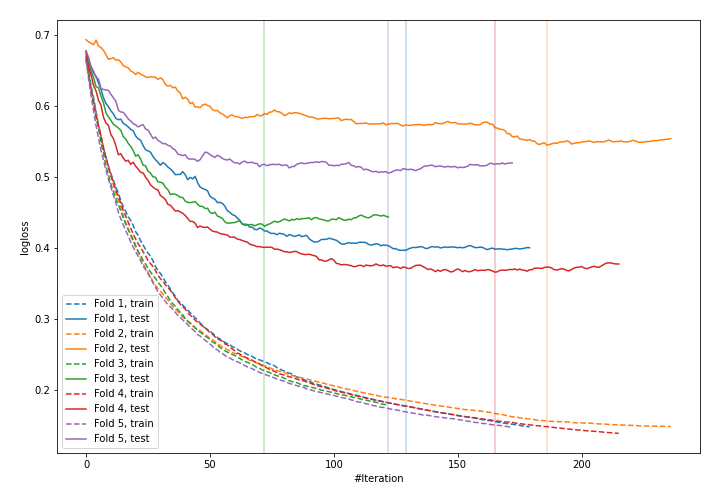 0.7
0.6
0.5
0.4
0.3
0.2
logloss
Fold 1, train
Fold 1, test
Fold 2, train
Fold 2, test
Fold 3, train
Fold 3, test
Fold 4, train
Fold 4, test
Fold 5, train
Fold 5, test
0 50 100 150 200
#Iteration